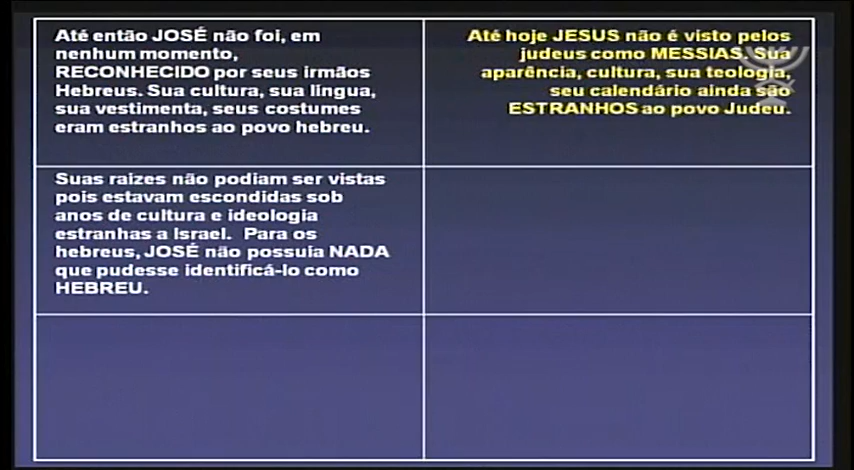 Até então JOSÉ não foi, em
nenhum momento,
RECONHECIDO por seus irmãos
Hebreus. Sua cultura, sua língua,
sua vestimenta, seus costumes
eram estranhos ao povo hebreu.
Até hoje JESUS não é visto pelos
judeus como MESSIAS. Sua
aparência, cultura, sua teologia,
seu calendário ainda são
ESTRANHOS ao povo Judeu.
Suas raizes não podiam ser vistas
pois estavam escondidas sob
anos de cultura e ideologia
estranhas a Israel. Para os
hebreus, JOSÉ não possuia NADA
que pudesse identificá-lo como
HEBREU.